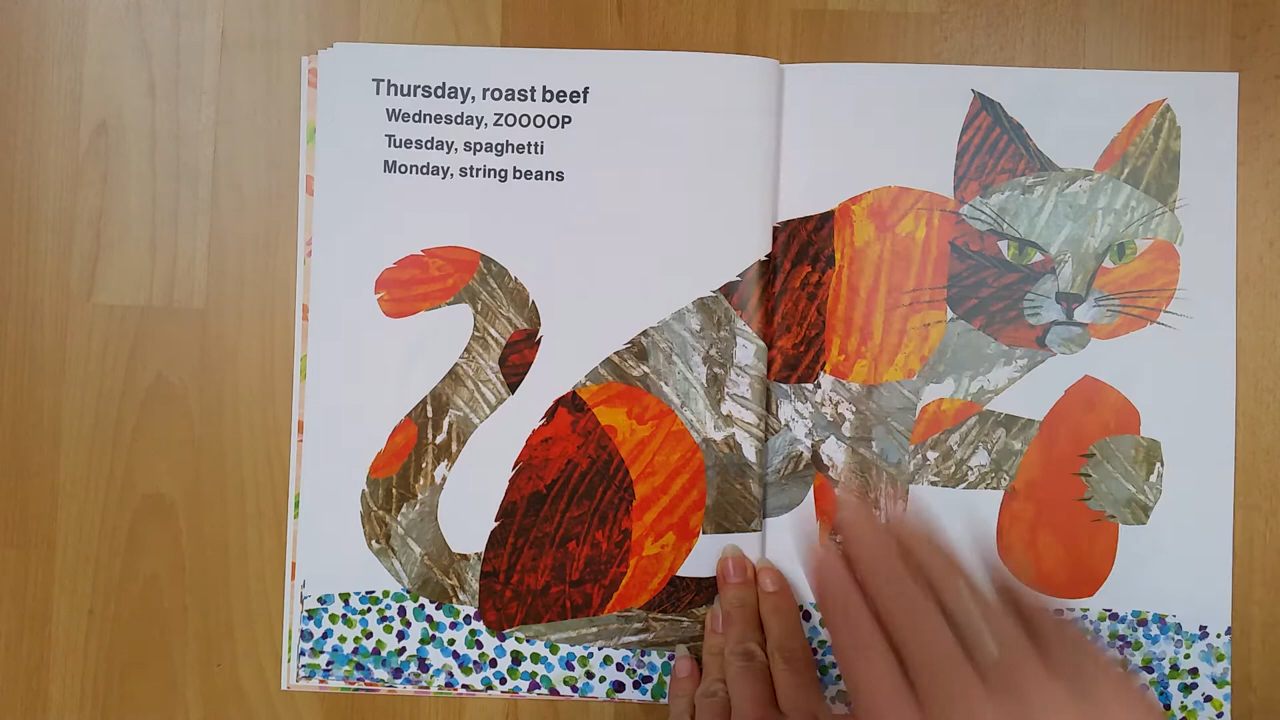 Thursday, roast beef
Wednesday, ZOOOOP
Tuesday, spaghetti
Monday, string beans